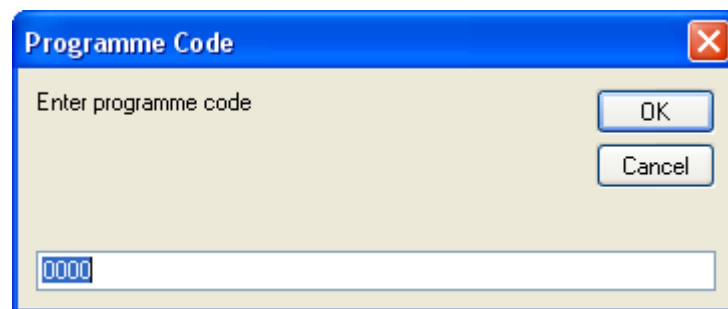 Programme Code
Enter programme code
OK
Cancel
0000